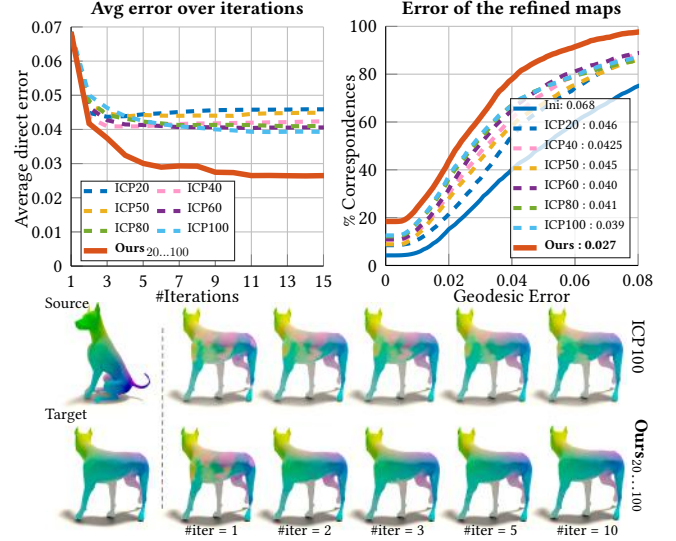 Avg error over iterations
0.07
0.06
0.05
0.04
0.03
0.02
0.01
0
Average direct error
ICP20
ICP40
ICP50
ICP60
ICP80
ICP100
Ours20...100
1 3 5 7 9 11 13 15
#Iterations
Error of the refined maps
100
80
60
40
20
0
% Correspondences
Ini: 0.068
ICP20 : 0.046
ICP40 : 0.0425
ICP50 : 0.045
ICP60 : 0.040
ICP80 : 0.041
ICP100 : 0.039
Ours : 0.027
0 0.02 0.04 0.06 0.08
Geodesic Error
Source
ICP100
Target
Ours20...100
#iter = 1 #iter = 2 #iter = 3 #iter = 5 #iter = 10